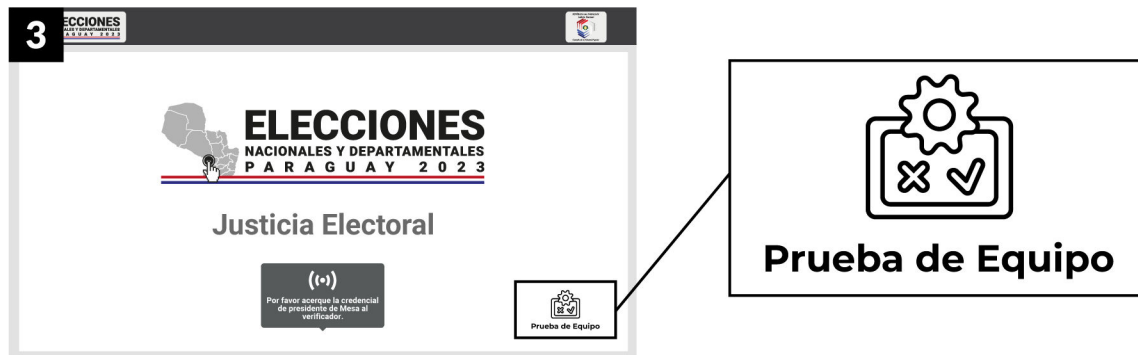 3
ECCIONES
ELECCIONES
NACIONALES Y DEPARTAMENTALES
PARAGUAY 2023
Justicia Electoral
Por favor acerque la credencial
de presidente de Mesa al
verificador.
Prueba de Equipo
Prueba de Equipo